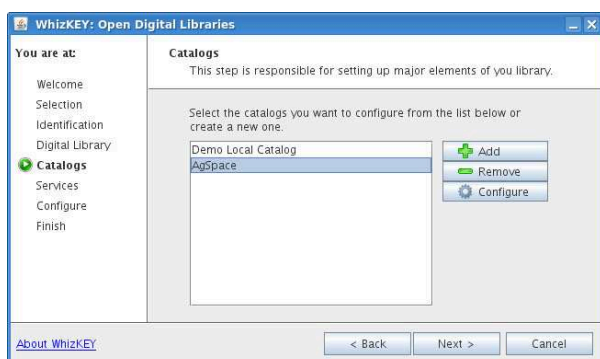 WhizKEY: Open Digital Libraries
You are at:
Welcome
Selection
Identification
Digital Library
Catalogs
Services
Configure
Finish
About WhizKEY
Catalogs
This step is responsible for setting up major elements of you library.
Select the catalogs you want to configure from the list below or
create a new one.
Demo Local Catalog
AgSpace
Add
Remove
Configure
< Back
Next >
Cancel